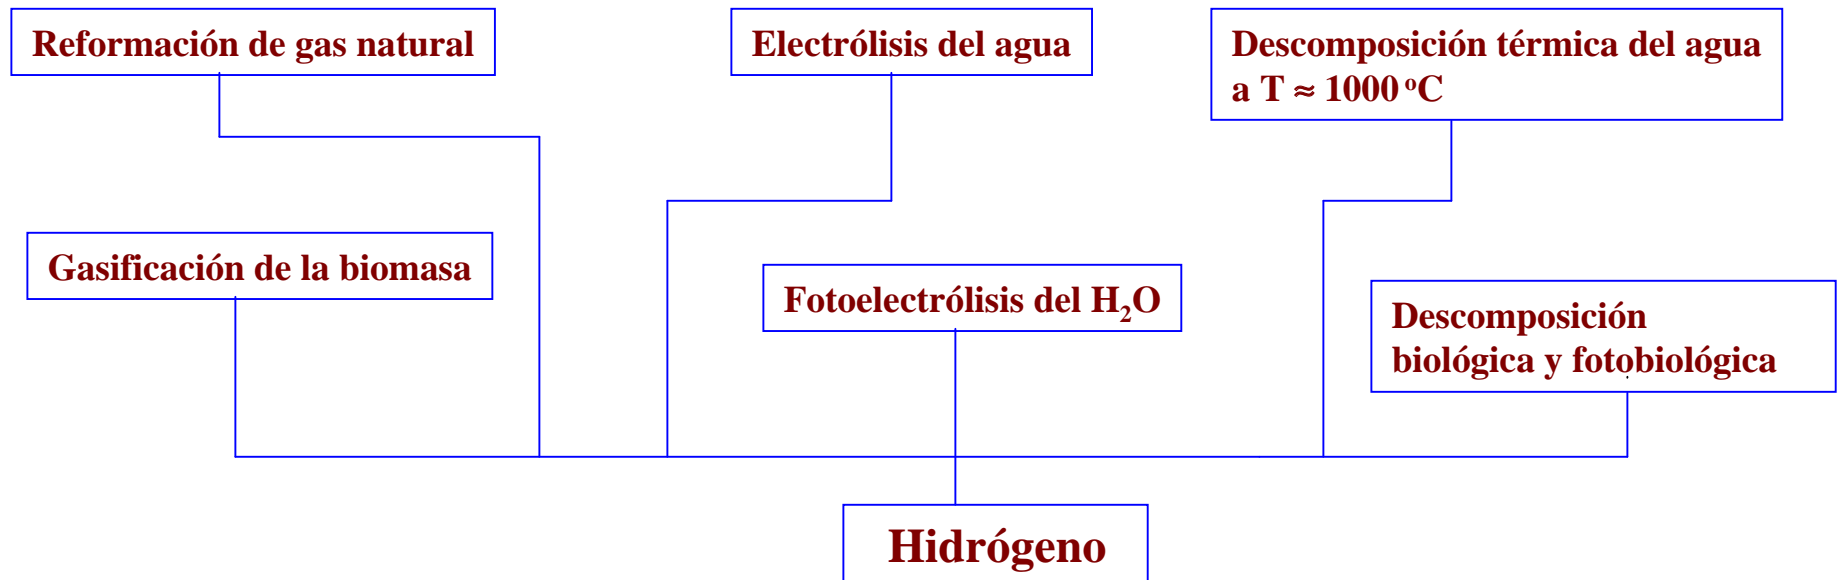 Reformación de gas natural
Electrólisis del agua
Descomposición térmica del agua
a T ≈ 1000 ºC
Gasificación de la biomasa
Fotoelectrólisis del H₂O
Descomposición
biológica y fotobiológica
Hidrógeno